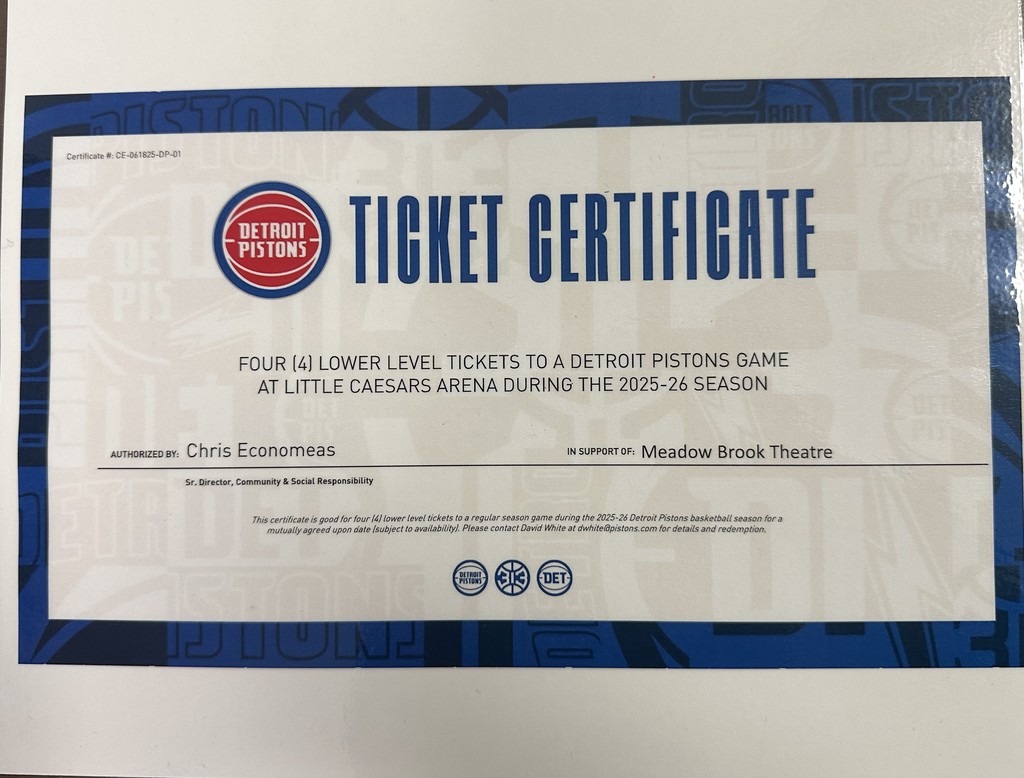 Certificate #: CE-061825-DP-01
DETROIT
PISTONS
TICKET CERTIFICATE
FOUR (4) LOWER LEVEL TICKETS TO A DETROIT PISTONS GAME
AT LITTLE CAESARS ARENA DURING THE 2025-26 SEASON
AUTHORIZED BY: Chris Economeas IN SUPPORT OF: Meadow Brook Theatre
Sr. Director, Community & Social Responsibility
This certificate is good for four (4) lower level tickets to a regular season game during the 2025-26 Detroit Pistons basketball season for a
mutually agreed upon date (subject to availability). Please contact David White at dwhite@pistons.com for details and redemption.
DETROIT
PISTONS
DET